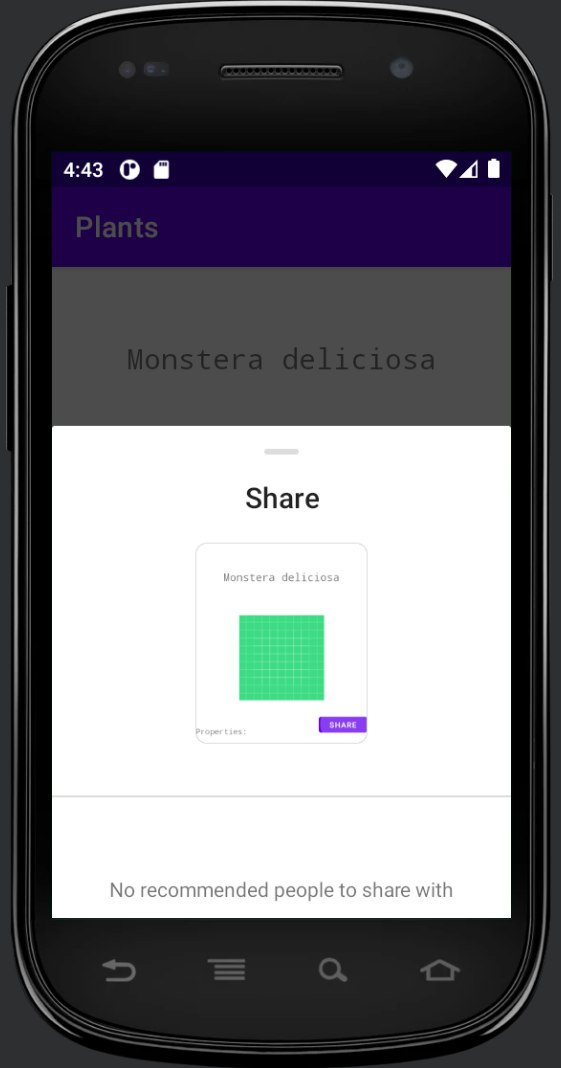 4:43
Plants
Monstera deliciosa
Share
Monstera deliciosa
Properties:
SHARE
No recommended people to share with